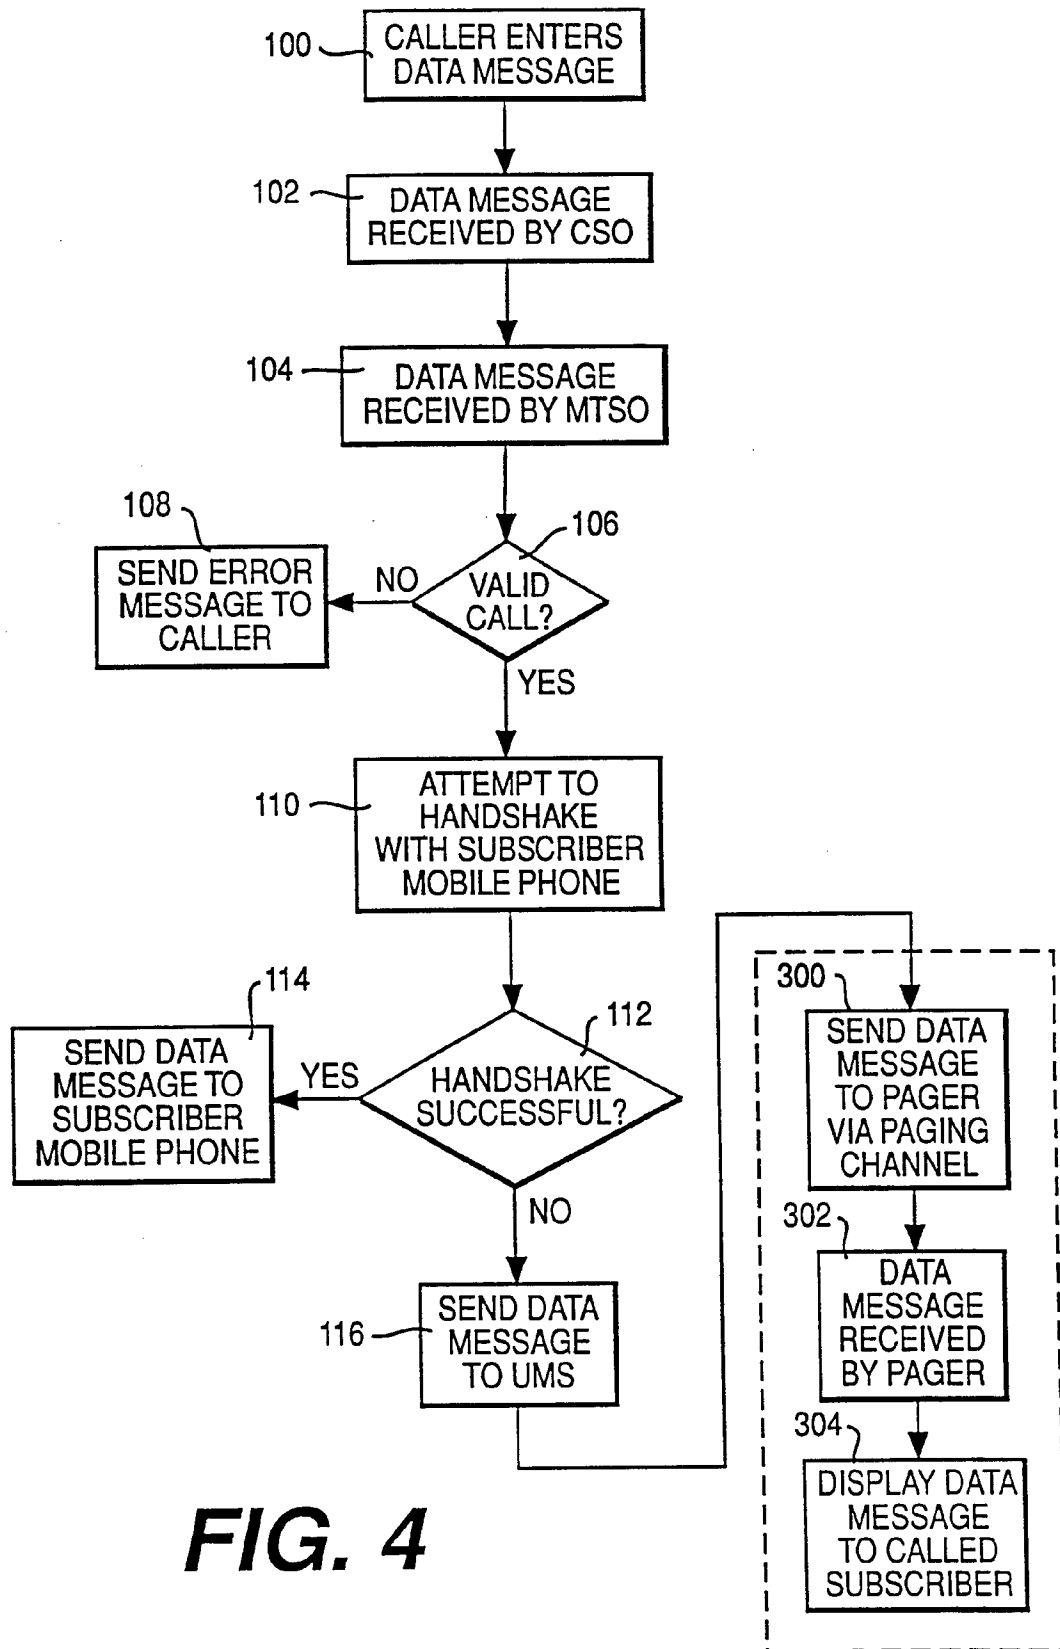 100
CALLER ENTERS
DATA MESSAGE
102
DATA MESSAGE
RECEIVED BY CSO
104
DATA MESSAGE
RECEIVED BY MTSO
106
VALID
CALL?
NO
108
SEND ERROR
MESSAGE TO
CALLER
YES
110
ATTEMPT TO
HANDSHAKE
WITH SUBSCRIBER
MOBILE PHONE
112
HANDSHAKE
SUCCESSFUL?
YES
114
SEND DATA
MESSAGE TO
SUBSCRIBER
MOBILE PHONE
NO
116
SEND DATA
MESSAGE
TO UMS
300
SEND DATA
MESSAGE
TO PAGER
VIA PAGING
CHANNEL
302
DATA
MESSAGE
RECEIVED
BY PAGER
304
DISPLAY DATA
MESSAGE
TO CALLED
SUBSCRIBER
FIG. 4